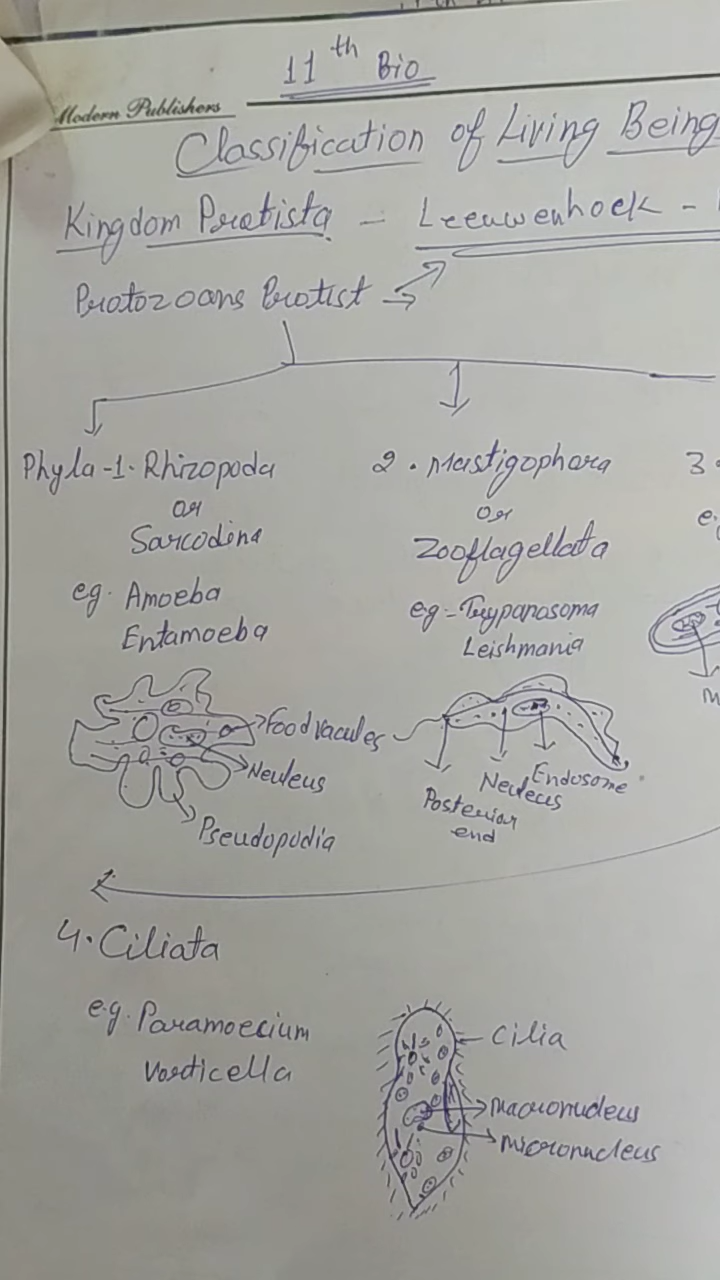 11th Bio
Modern Publishers
Classification of Living Being
Kingdom Protista - Leeuwenhoek -
Protozoans Protist
Phyla-1. Rhizopoda
or
Sarcodina
eg. Amoeba
Entamoeba
2. Mastigophora
or
Zooflagellata
eg-Trypanosoma
Leishmania
3
e.
Food vacules
Neuleus
Pseudopodia
Posterior
end
Neuleus
Endosome
M
4. Ciliata
e.g. Paramoecium
Vorticella
Cilia
macronucleus
micronucleus